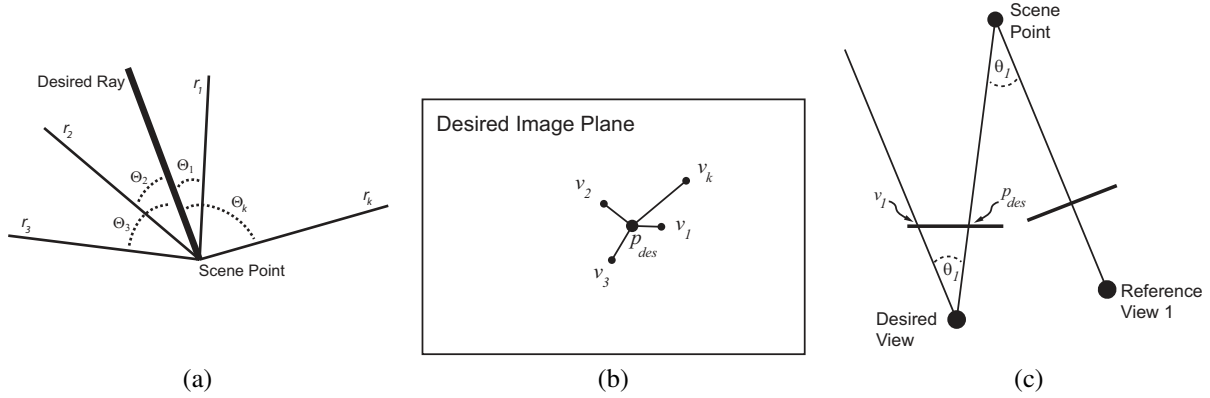 Desired Ray
r1
r2
Θ2
Θ1
Θk
rk
Θ3
r3
Scene Point
(a)
Desired Image Plane
vk
v2
v1
pdes
v3
(b)
Scene
Point
θ1
v1
pdes
θ1
Reference
View 1
Desired
View
(c)